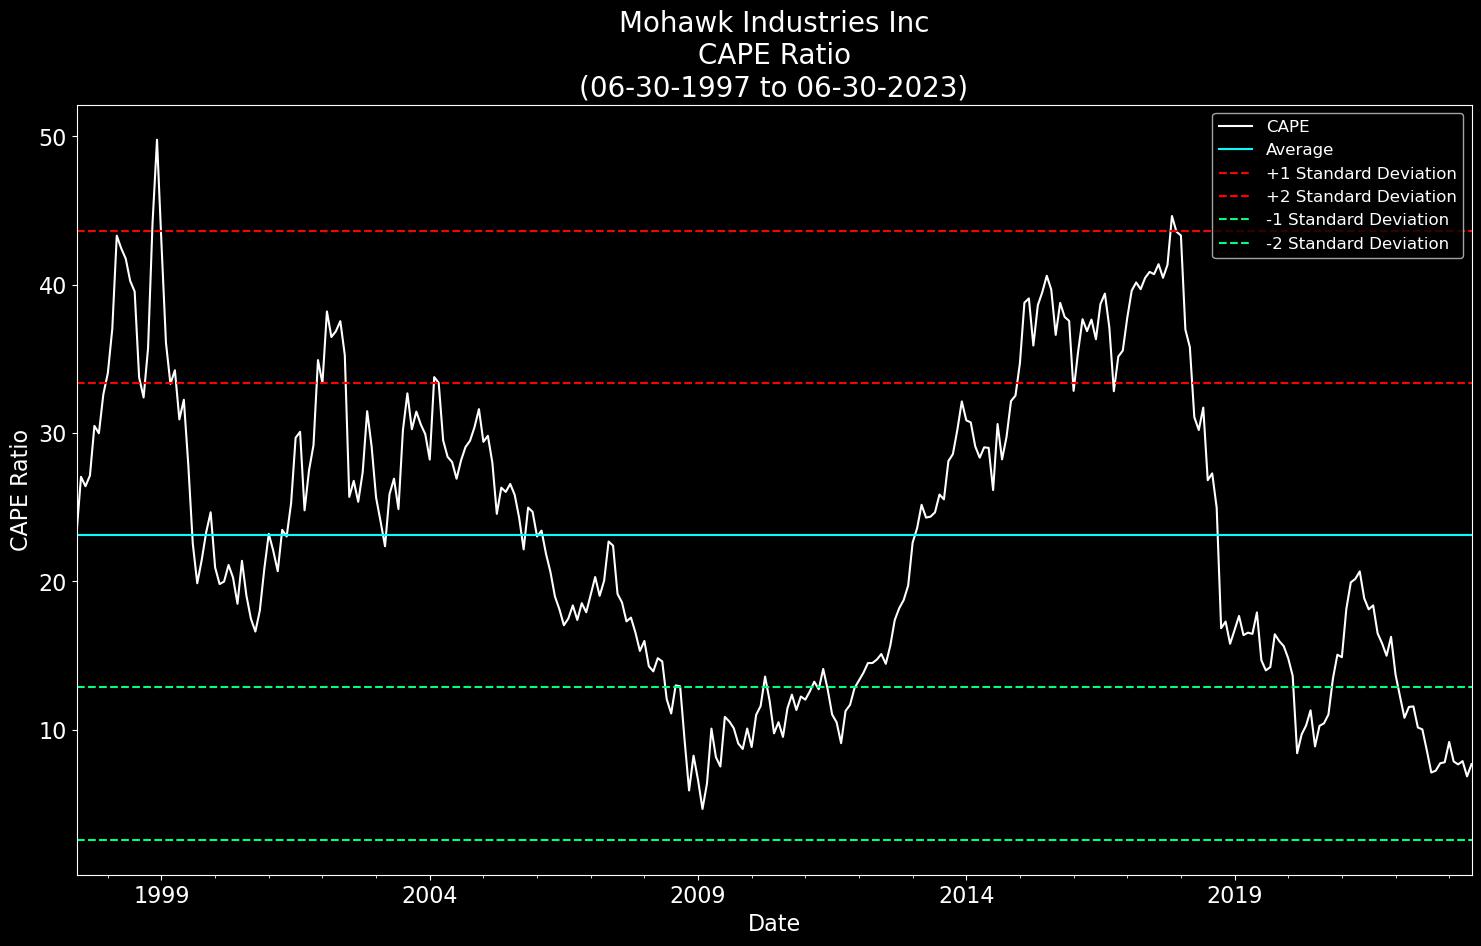 Mohawk Industries Inc
CAPE Ratio
(06-30-1997 to 06-30-2023)
CAPE
Average
+1 Standard Deviation
+2 Standard Deviation
-1 Standard Deviation
-2 Standard Deviation
50
40
30
20
10
CAPE Ratio
1999
2004
2009
2014
2019
Date